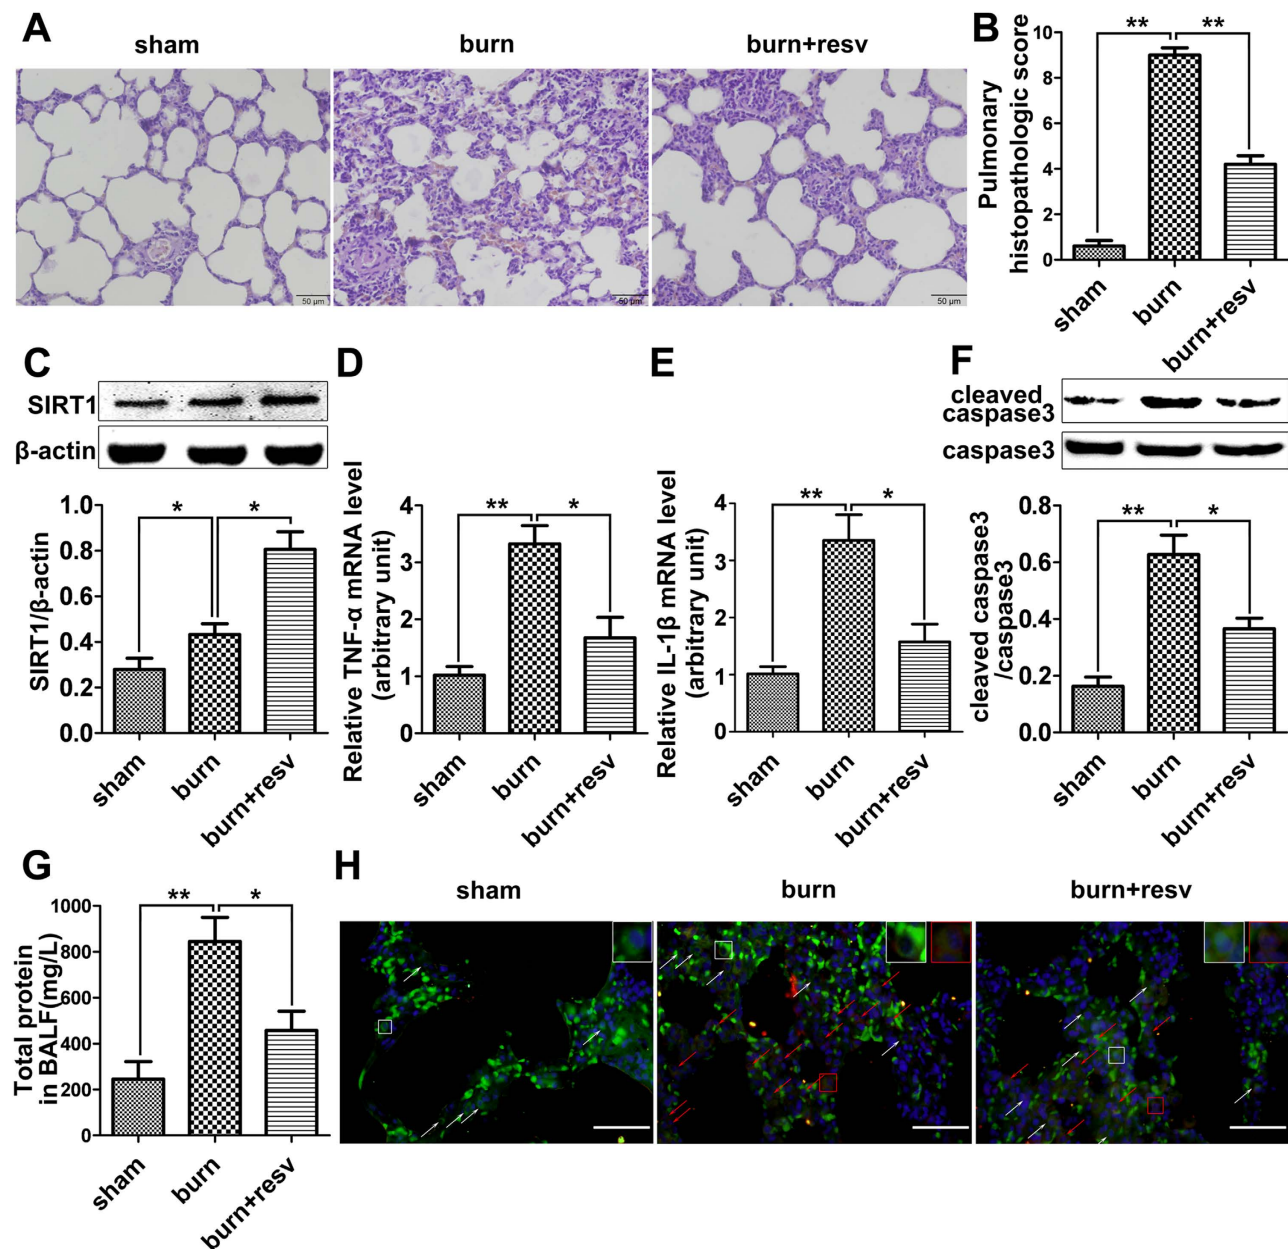 A
sham
burn
burn+resv
50 µm
50 µm
50 µm
B
Pulmonary
histopathologic score
10
8
6
4
2
0
**
**
sham
burn
burn+resv
C
SIRT1
β-actin
SIRT1/β-actin
1.0
0.8
0.6
0.4
0.2
0.0
*
*
sham
burn
burn+resv
D
Relative TNF-α mRNA level
(arbitrary unit)
4
3
2
1
0
**
*
sham
burn
burn+resv
E
Relative IL-1β mRNA level
(arbitrary unit)
4
3
2
1
0
**
*
sham
burn
burn+resv
F
cleaved
caspase3
caspase3
cleaved caspase3
/caspase3
0.8
0.6
0.4
0.2
0.0
**
*
sham
burn
burn+resv
G
Total protein
in BALF(mg/L)
1000
800
600
400
200
0
**
*
sham
burn
burn+resv
H
sham
burn
burn+resv